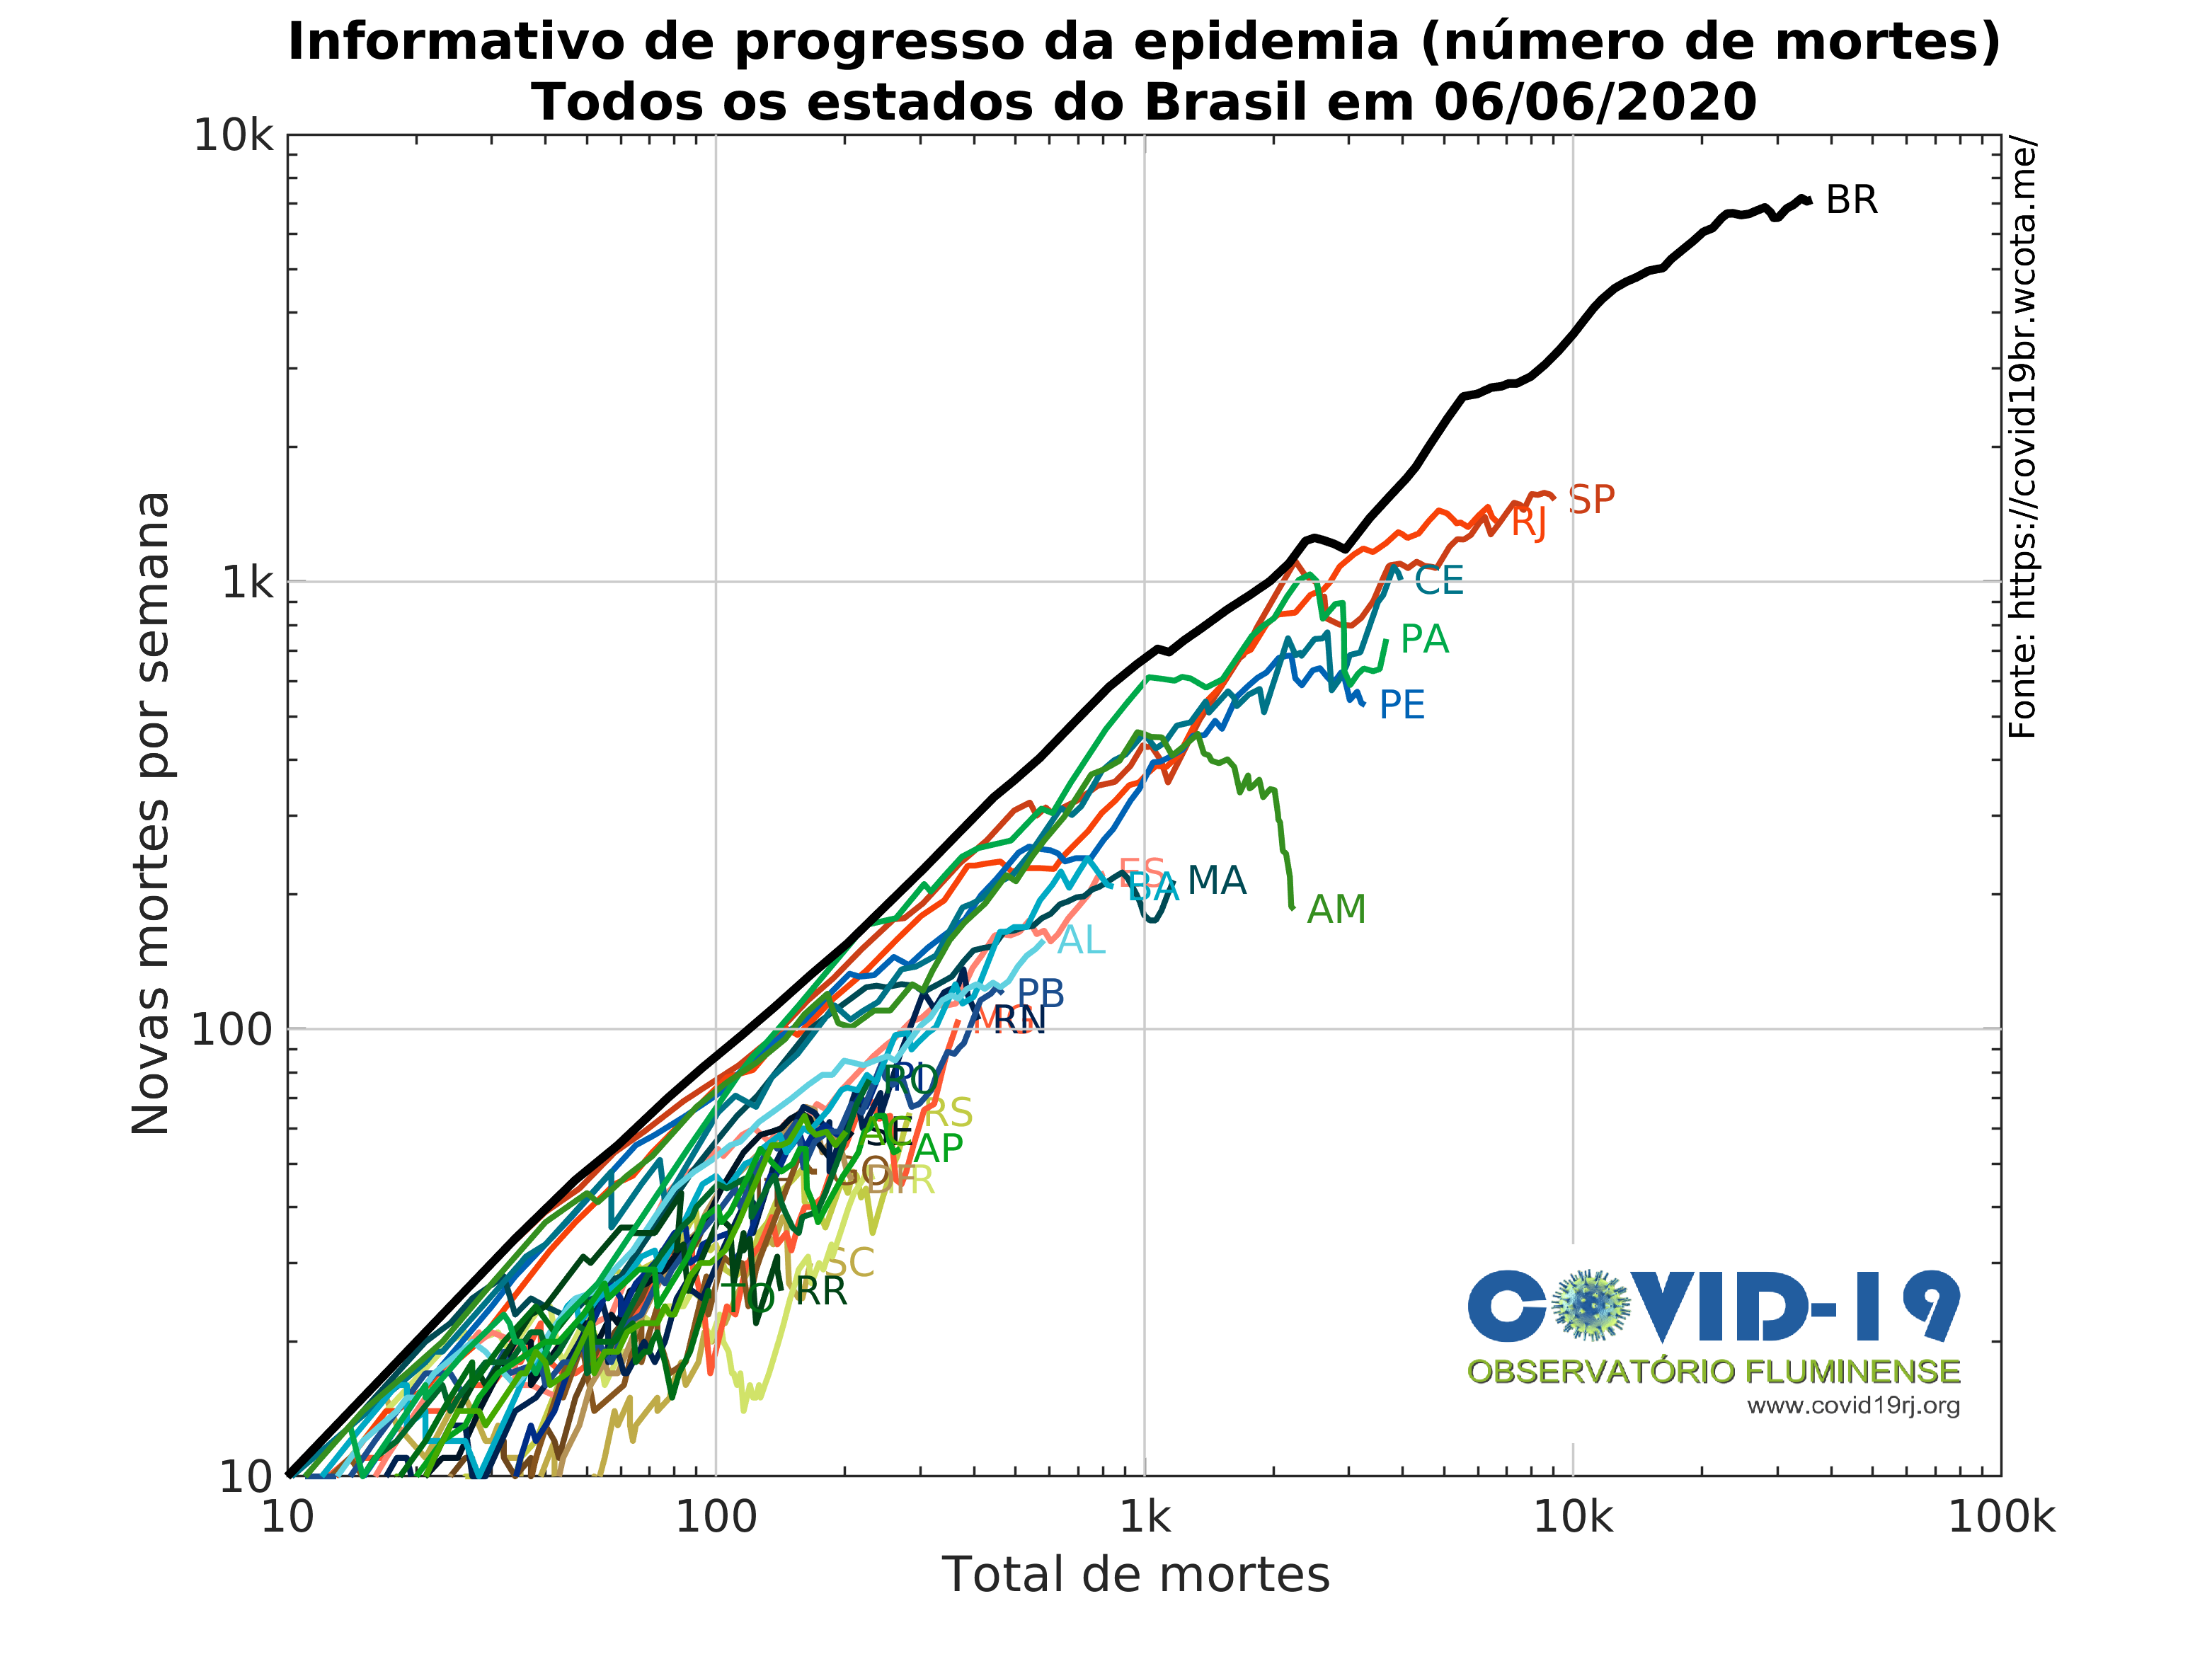 Informativo de progresso da epidemia (número de mortes)
Todos os estados do Brasil em 06/06/2020
10k
1k
100
10
10
100
1k
10k
100k
Novas mortes por semana
Total de mortes
Fonte: https://covid19br.wcota.me/
BR
SP
RJ
CE
PA
PE
ES
BA
MA
AM
AL
PB
MG
RN
PI
RO
RS
SE
AP
GO
DF
PR
SC
RR
TO
COVID-19
OBSERVATÓRIO FLUMINENSE
www.covid19rj.org